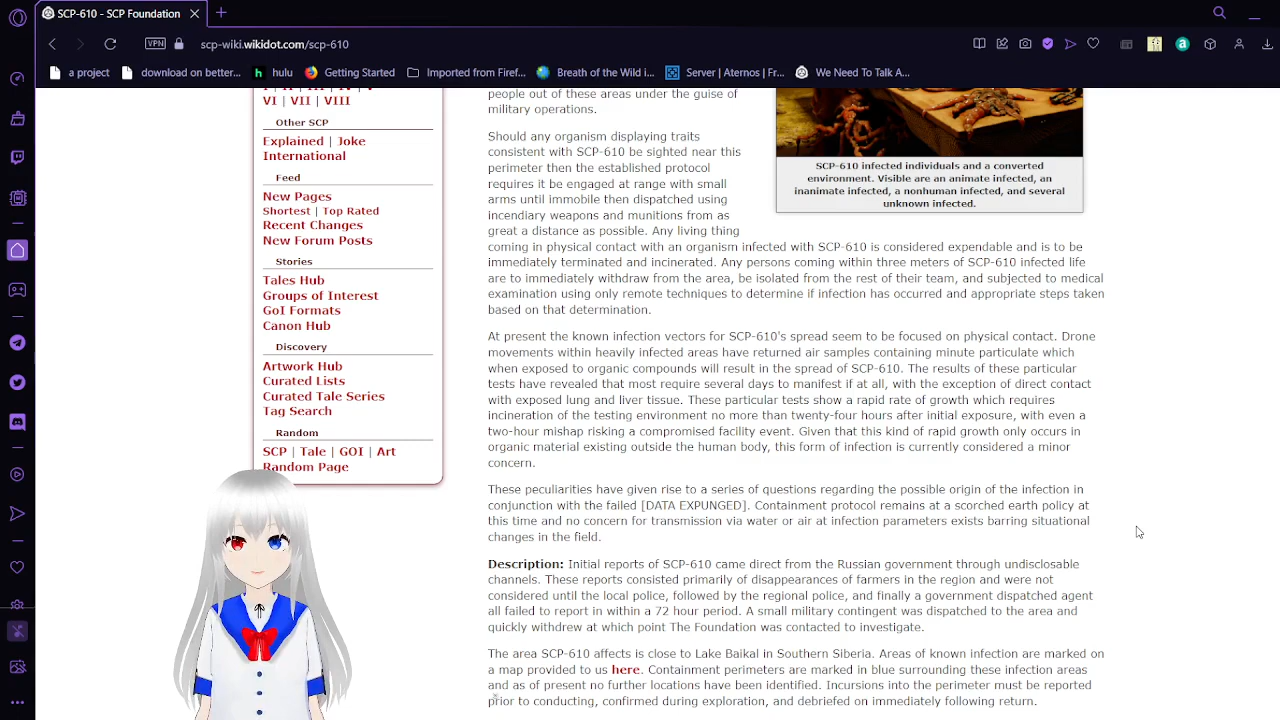 SCP-610 - SCP Foundation
VPN
scp-wiki.wikidot.com/scp-610
a project
download on better...
hulu
Getting Started
Imported from Firef...
Breath of the Wild i...
Server | Aternos | Fr...
We Need To Talk A...
VI | VII | VIII
Other SCP
Explained | Joke
International
Feed
New Pages
Shortest | Top Rated
Recent Changes
New Forum Posts
Stories
Tales Hub
Groups of Interest
GoI Formats
Canon Hub
Discovery
Artwork Hub
Curated Lists
Curated Tale Series
Tag Search
Random
SCP | Tale | GOI | Art
Random Page
people out of these areas under the guise of
military operations.
Should any organism displaying traits
consistent with SCP-610 be sighted near this
perimeter then the established protocol
requires it be engaged at range with small
arms until immobile then dispatched using
incendiary weapons and munitions from as
great a distance as possible. Any living thing
coming in physical contact with an organism infected with SCP-610 is considered expendable and is to be
immediately terminated and incinerated. Any persons coming within three meters of SCP-610 infected life
are to immediately withdraw from the area, be isolated from the rest of their team, and subjected to medical
examination using only remote techniques to determine if infection has occurred and appropriate steps taken
based on that determination.
SCP-610 infected individuals and a converted
environment. Visible are an animate infected, an
inanimate infected, a nonhuman infected, and several
unknown infected.
At present the known infection vectors for SCP-610's spread seem to be focused on physical contact. Drone
movements within heavily infected areas have returned air samples containing minute particulate which
when exposed to organic compounds will result in the spread of SCP-610. The results of these particular
tests have revealed that most require several days to manifest if at all, with the exception of direct contact
with exposed lung and liver tissue. These particular tests show a rapid rate of growth which requires
incineration of the testing environment no more than twenty-four hours after initial exposure, with even a
two-hour mishap risking a compromised facility event. Given that this kind of rapid growth only occurs in
organic material existing outside the human body, this form of infection is currently considered a minor
concern.
These peculiarities have given rise to a series of questions regarding the possible origin of the infection in
conjunction with the failed [DATA EXPUNGED]. Containment protocol remains at a scorched earth policy at
this time and no concern for transmission via water or air at infection parameters exists barring situational
changes in the field.
Description: Initial reports of SCP-610 came direct from the Russian government through undisclosable
channels. These reports consisted primarily of disappearances of farmers in the region and were not
considered until the local police, followed by the regional police, and finally a government dispatched agent
all failed to report in within a 72 hour period. A small military contingent was dispatched to the area and
quickly withdrew at which point The Foundation was contacted to investigate.
The area SCP-610 affects is close to Lake Baikal in Southern Siberia. Areas of known infection are marked on
a map provided to us here. Containment perimeters are marked in blue surrounding these infection areas
and as of present no further locations have been identified. Incursions into the perimeter must be reported
prior to conducting, confirmed during exploration, and debriefed on immediately following return.